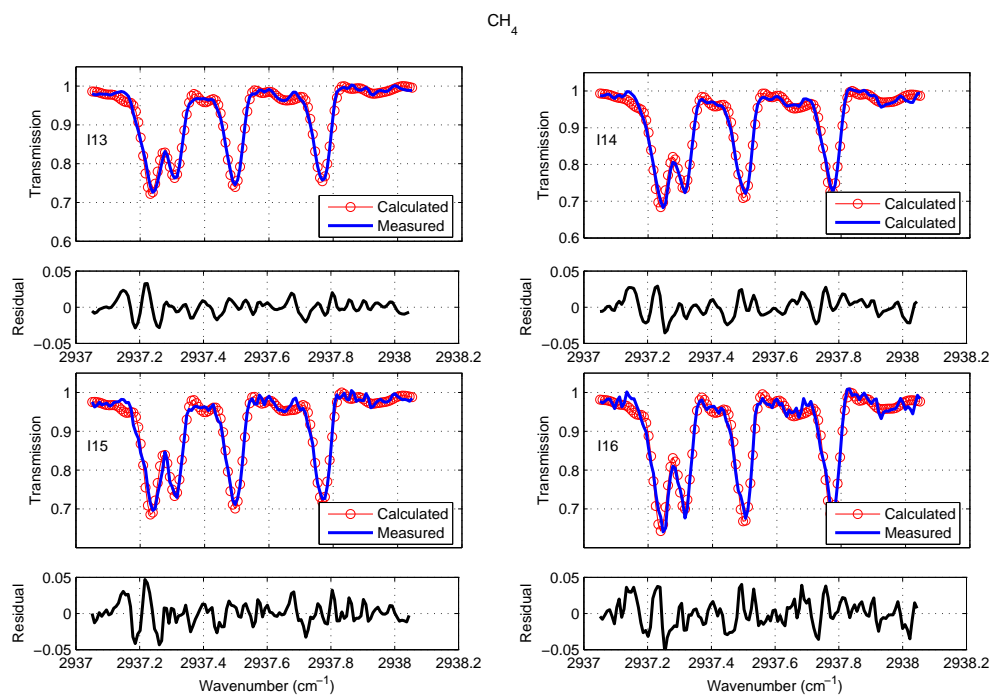 CH4
1
0.9
0.8
0.7
0.6
Transmission
I13
Calculated
Measured
0.05
0
−0.05
Residual
2937 2937.2 2937.4 2937.6 2937.8 2938 2938.2
1
0.9
0.8
0.7
0.6
Transmission
I14
Calculated
Calculated
0.05
0
−0.05
Residual
2937 2937.2 2937.4 2937.6 2937.8 2938 2938.2
1
0.9
0.8
0.7
Transmission
I15
Calculated
Measured
0.05
0
−0.05
Residual
2937 2937.2 2937.4 2937.6 2937.8 2938 2938.2
Wavenumber (cm−1)
1
0.9
0.8
0.7
Transmission
I16
Calculated
Measured
0.05
0
−0.05
Residual
2937 2937.2 2937.4 2937.6 2937.8 2938 2938.2
Wavenumber (cm−1)